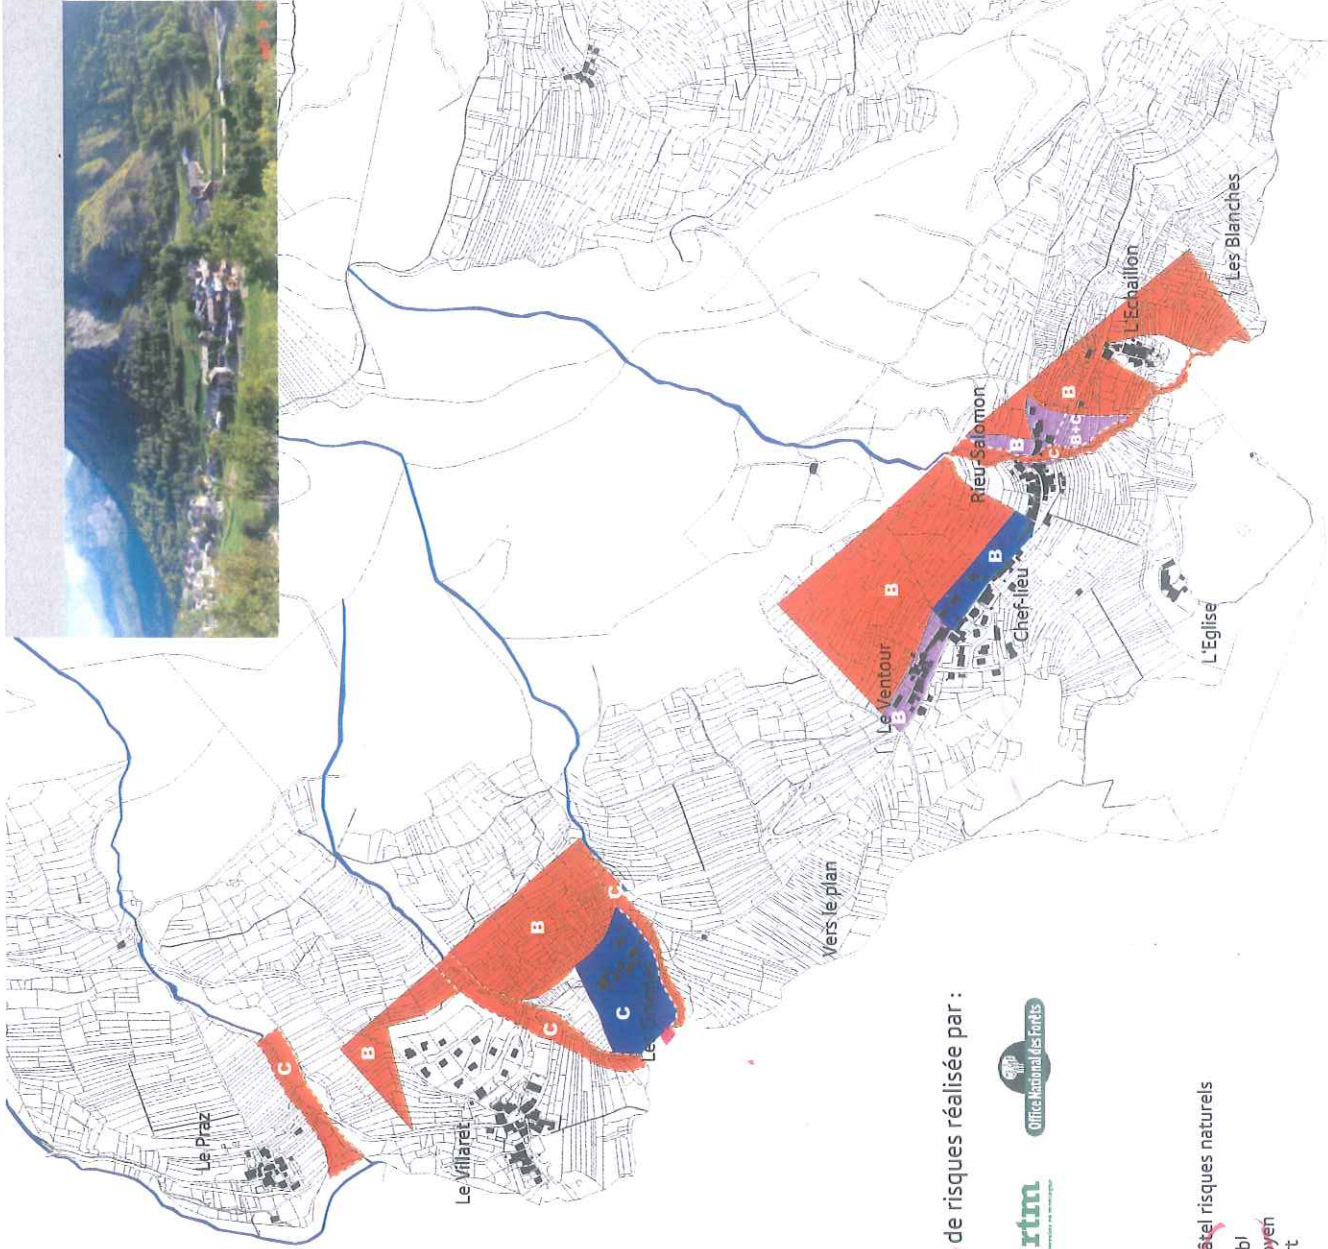 Le Praz
C
Le Villaret
B
B
C
C
C
Vers le plan
Le Ventour
B
B
B
Chef-lieu
Rieu-Salomon
B
C
B+C
B
L'Echaillon
Les Blanches
L'Eglise
de risques réalisée par :
rtm
Office National des Forêts
risques naturels